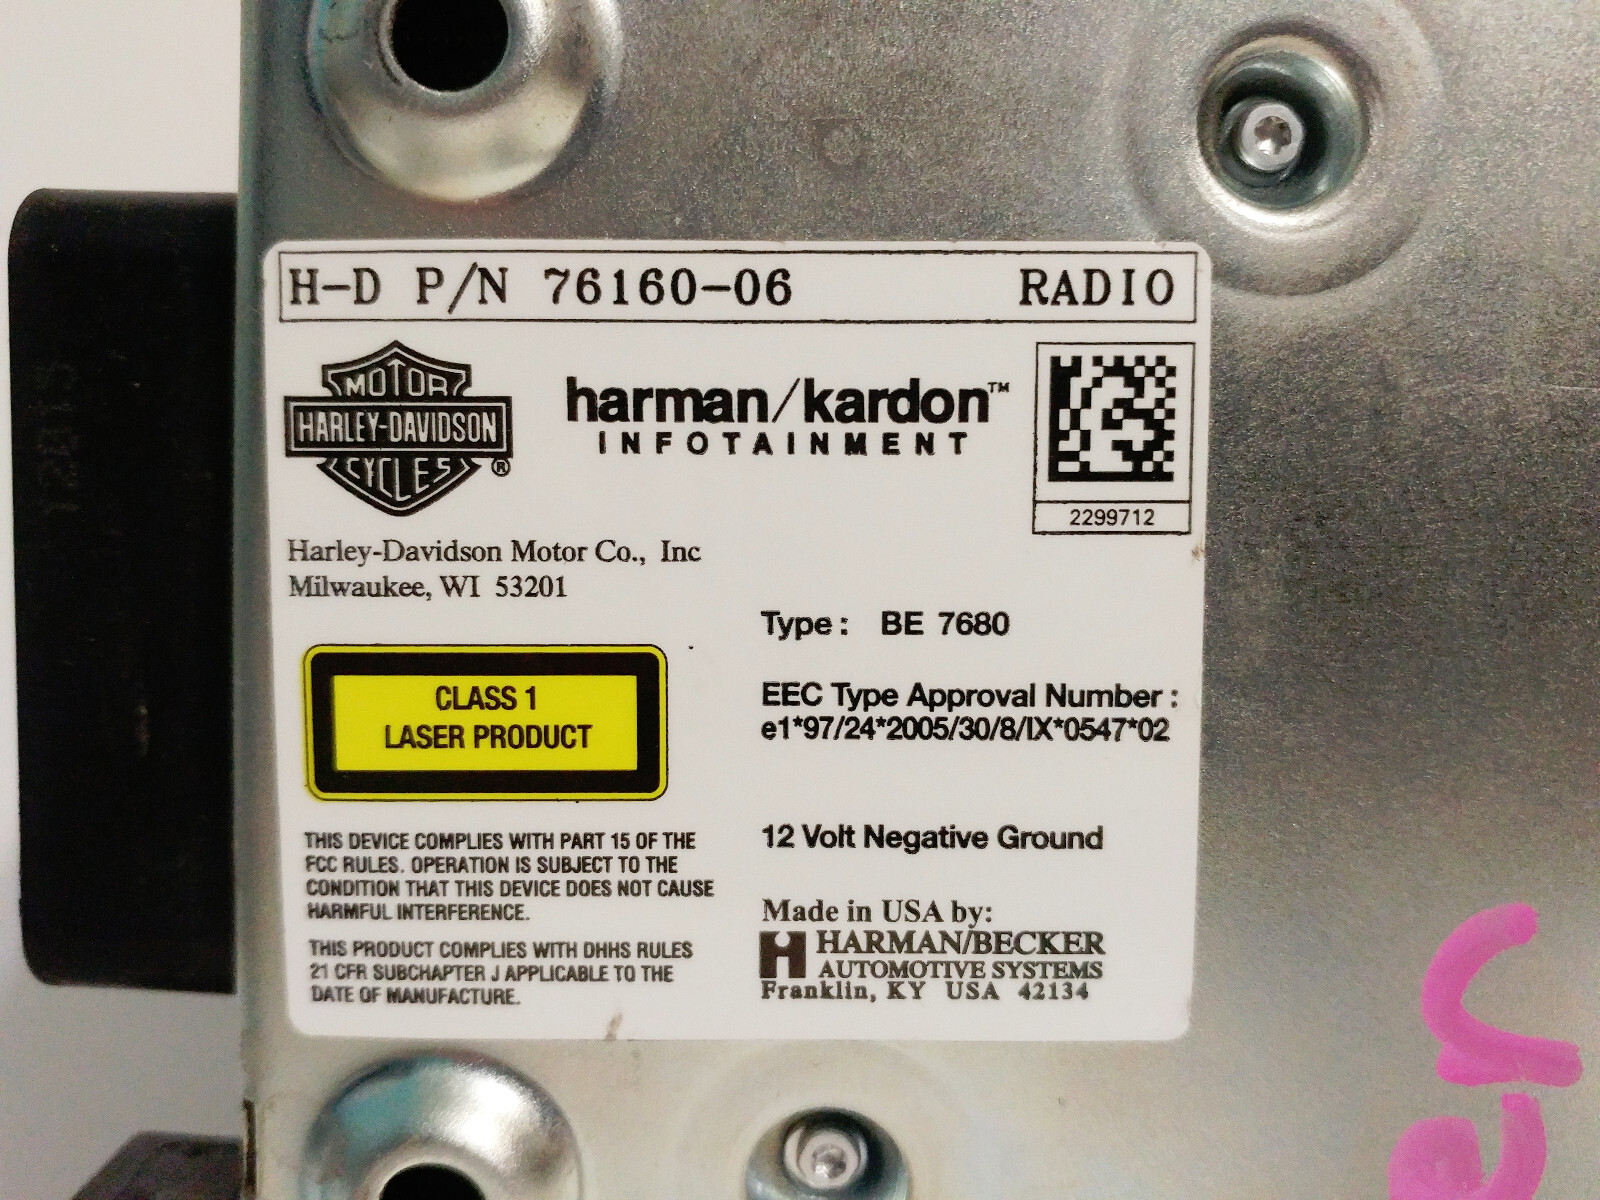 H-D P/N 76160-06 RADIO
MOTOR
HARLEY-DAVIDSON
CYCLES ®
harman/kardon™
INFOTAINMENT
2299712
Harley-Davidson Motor Co., Inc
Milwaukee, WI 53201
Type: BE 7680
CLASS 1
LASER PRODUCT
EEC Type Approval Number :
e1*97/24*2005/30/8/IX*0547*02
12 Volt Negative Ground
THIS DEVICE COMPLIES WITH PART 15 OF THE
FCC RULES. OPERATION IS SUBJECT TO THE
CONDITION THAT THIS DEVICE DOES NOT CAUSE
HARMFUL INTERFERENCE.
THIS PRODUCT COMPLIES WITH DHHS RULES
21 CFR SUBCHAPTER J APPLICABLE TO THE
DATE OF MANUFACTURE.
Made in USA by:
HARMAN/BECKER
AUTOMOTIVE SYSTEMS
Franklin, KY USA 42134